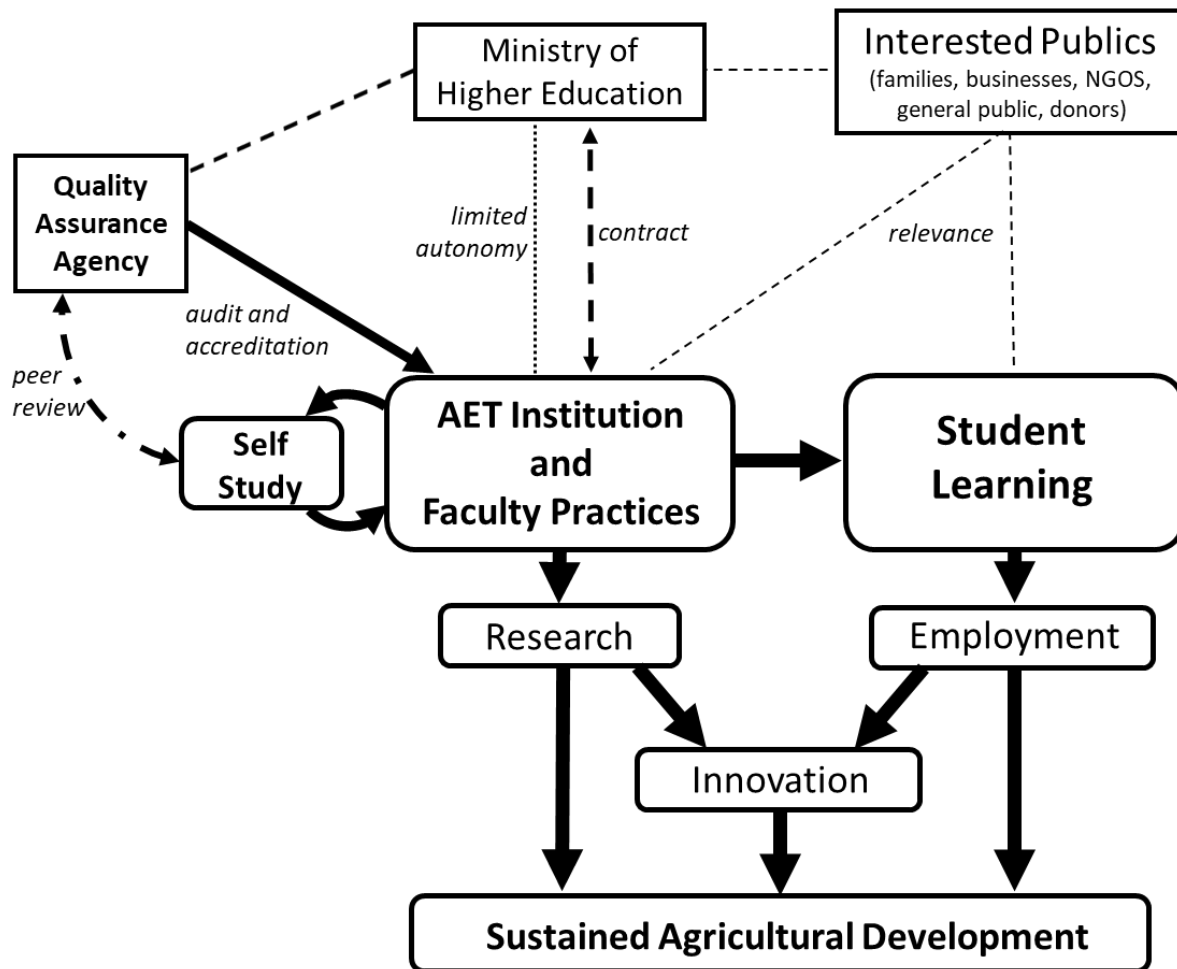 Ministry of
Higher Education
Interested Publics
(families, businesses, NGOS,
general public, donors)
Quality
Assurance
Agency
limited
autonomy
contract
relevance
audit and
accreditation
peer
review
Self
Study
AET Institution
and
Faculty Practices
Student
Learning
Research
Employment
Innovation
Sustained Agricultural Development